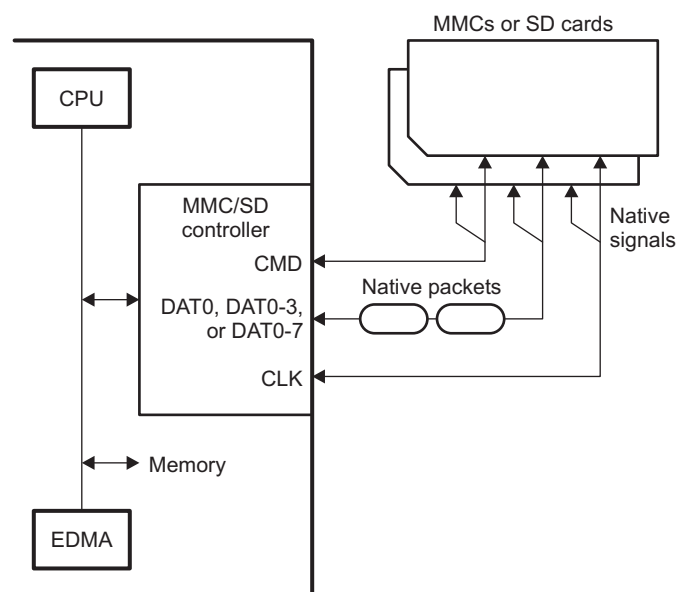 MMCs or SD cards
CPU
MMC/SD
controller
Native
signals
CMD
Native packets
DAT0, DAT0-3,
or DAT0-7
CLK
Memory
EDMA